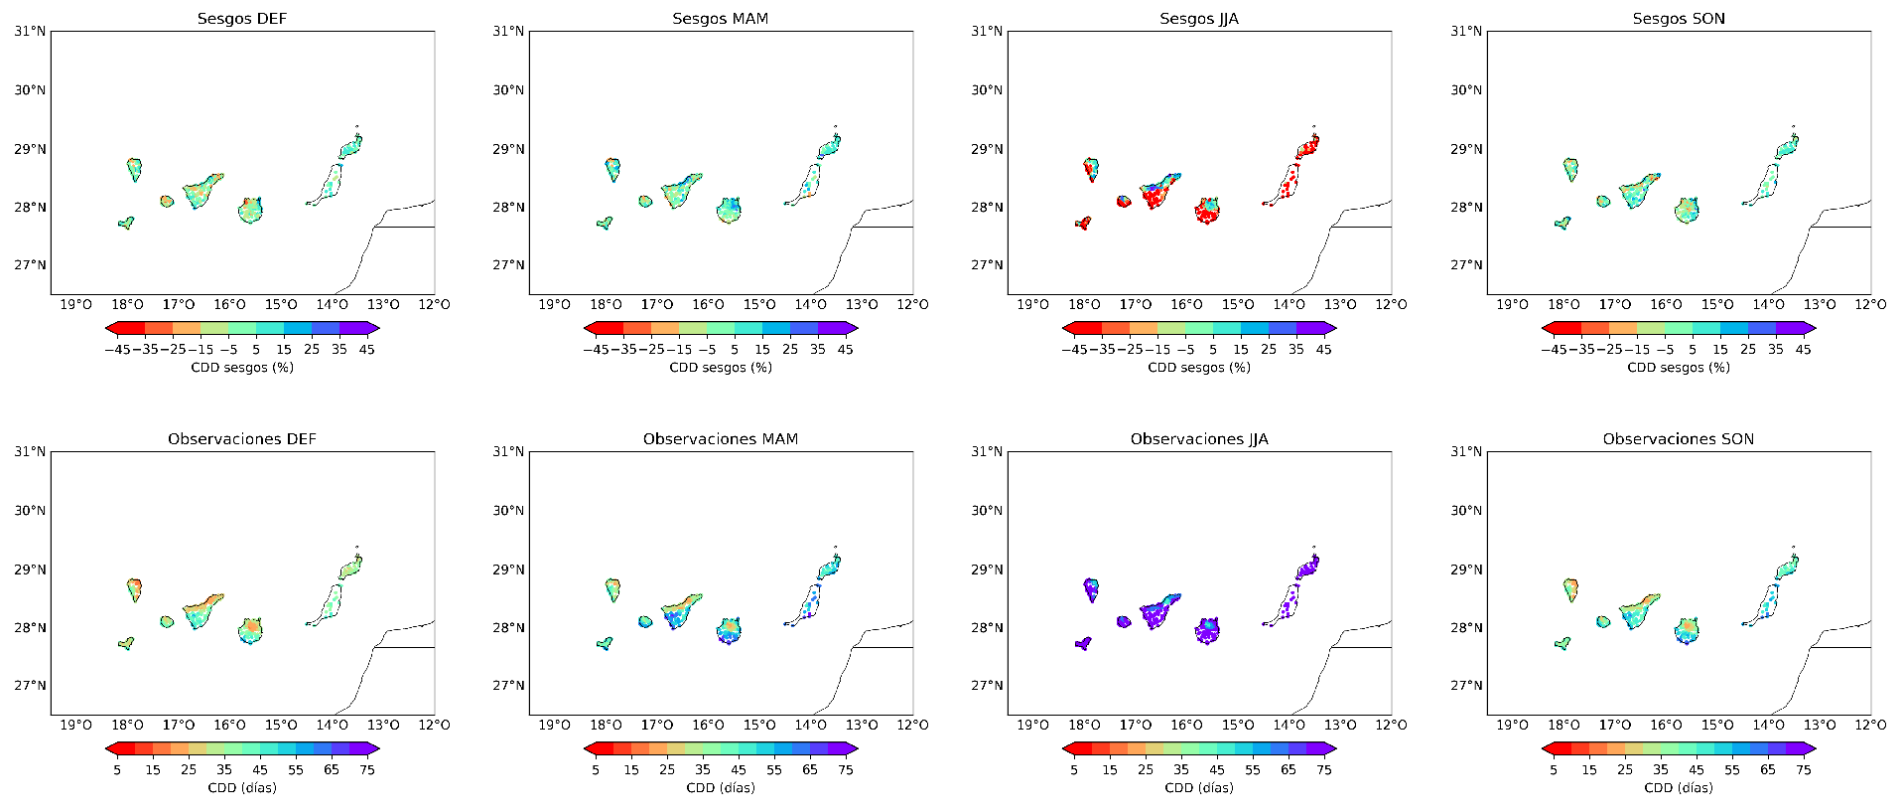 Sesgos DEF
31°N
30°N
29°N
28°N
27°N
19°O 18°O 17°O 16°O 15°O 14°O 13°O 12°O
−45 −35 −25 −15 −5 5 15 25 35 45
CDD sesgos (%)
Sesgos MAM
31°N
30°N
29°N
28°N
27°N
19°O 18°O 17°O 16°O 15°O 14°O 13°O 12°O
−45 −35 −25 −15 −5 5 15 25 35 45
CDD sesgos (%)
Sesgos JJA
31°N
30°N
29°N
28°N
27°N
19°O 18°O 17°O 16°O 15°O 14°O 13°O 12°O
−45 −35 −25 −15 −5 5 15 25 35 45
CDD sesgos (%)
Sesgos SON
31°N
30°N
29°N
28°N
27°N
19°O 18°O 17°O 16°O 15°O 14°O 13°O 12°O
−45 −35 −25 −15 −5 5 15 25 35 45
CDD sesgos (%)
Observaciones DEF
31°N
30°N
29°N
28°N
27°N
19°O 18°O 17°O 16°O 15°O 14°O 13°O 12°O
5 15 25 35 45 55 65 75
CDD (días)
Observaciones MAM
31°N
30°N
29°N
28°N
27°N
19°O 18°O 17°O 16°O 15°O 14°O 13°O 12°O
5 15 25 35 45 55 65 75
CDD (días)
Observaciones JJA
31°N
30°N
29°N
28°N
27°N
19°O 18°O 17°O 16°O 15°O 14°O 13°O 12°O
5 15 25 35 45 55 65 75
CDD (días)
Observaciones SON
31°N
30°N
29°N
28°N
27°N
19°O 18°O 17°O 16°O 15°O 14°O 13°O 12°O
5 15 25 35 45 55 65 75
CDD (días)